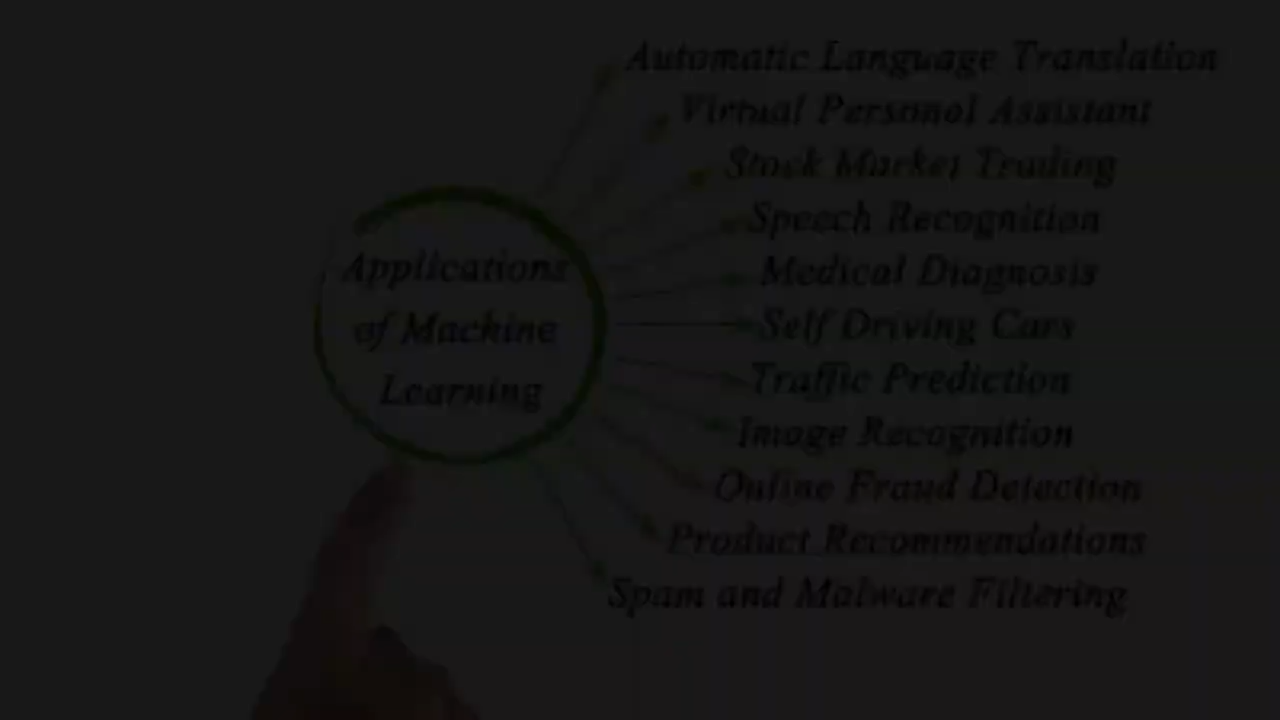 Applications
of Machine
Learning
Automatic Language Translation
Virtual Personal Assistant
Stock Market Trading
Speech Recognition
Medical Diagnosis
Self Driving Cars
Traffic Prediction
Image Recognition
Online Fraud Detection
Product Recommendations
Spam and Malware Filtering